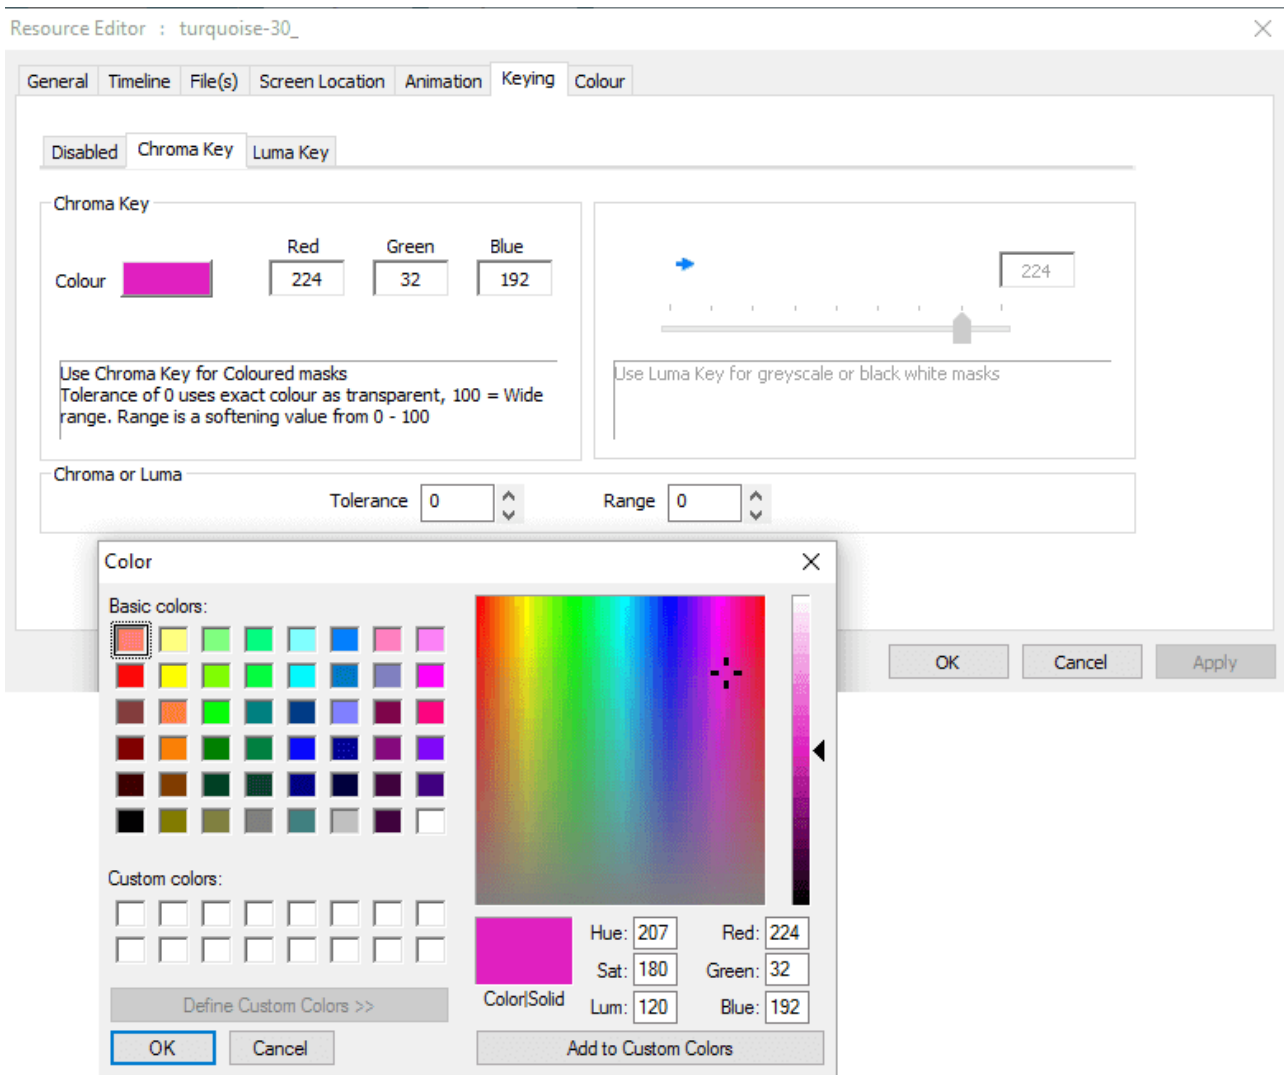 Resource Editor : turquoise-30_
General Timeline File(s) Screen Location Animation Keying Colour
Disabled Chroma Key Luma Key
Chroma Key
Red Green Blue
Colour 224 32 192
224
Use Chroma Key for Coloured masks
Tolerance of 0 uses exact colour as transparent, 100 = Wide
range. Range is a softening value from 0 - 100
Use Luma Key for greyscale or black white masks
Chroma or Luma
Tolerance 0 Range 0
OK Cancel Apply
Color
Basic colors:
Custom colors:
Define Custom Colors >>
OK Cancel
Color|Solid
Hue: 207 Red: 224
Sat: 180 Green: 32
Lum: 120 Blue: 192
Add to Custom Colors